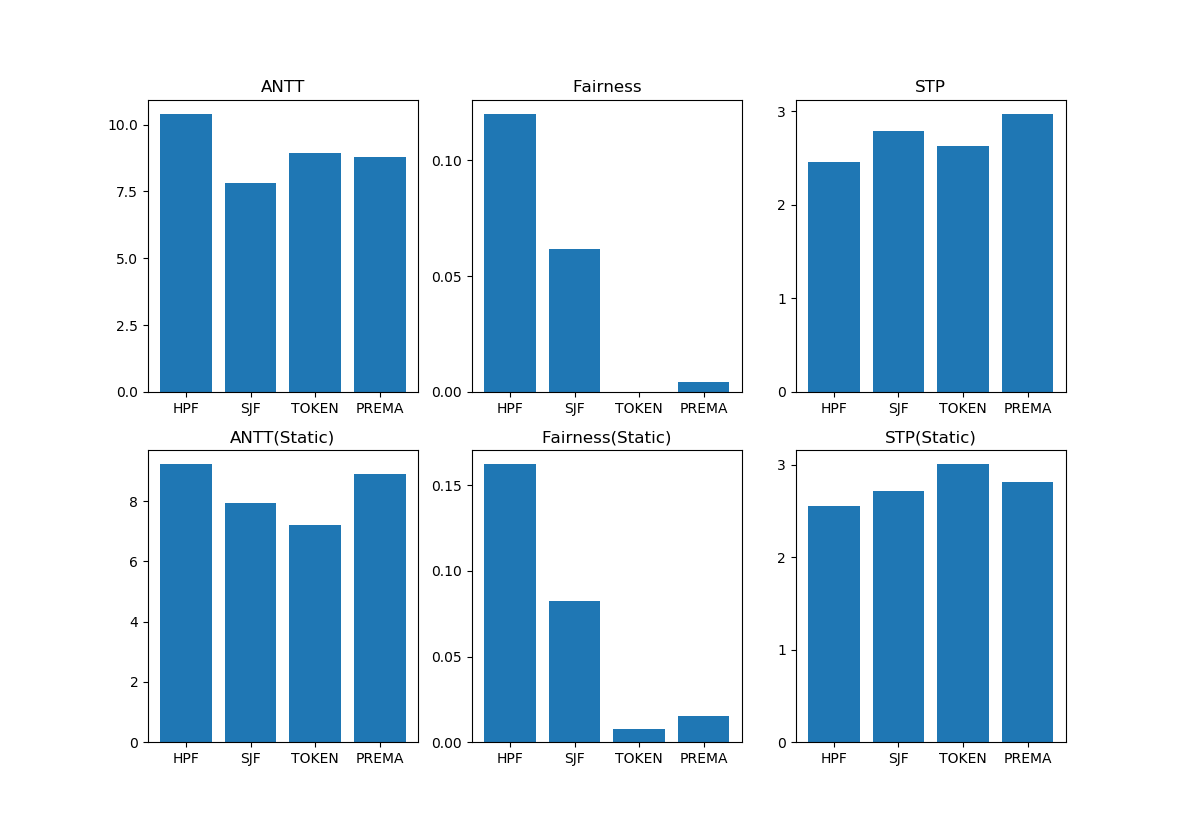 ANTT
10.0
7.5
5.0
2.5
0.0
HPF SJF TOKEN PREMA
Fairness
0.10
0.05
0.00
HPF SJF TOKEN PREMA
STP
3
2
1
0
HPF SJF TOKEN PREMA
ANTT(Static)
8
6
4
2
0
HPF SJF TOKEN PREMA
Fairness(Static)
0.15
0.10
0.05
0.00
HPF SJF TOKEN PREMA
STP(Static)
3
2
1
0
HPF SJF TOKEN PREMA